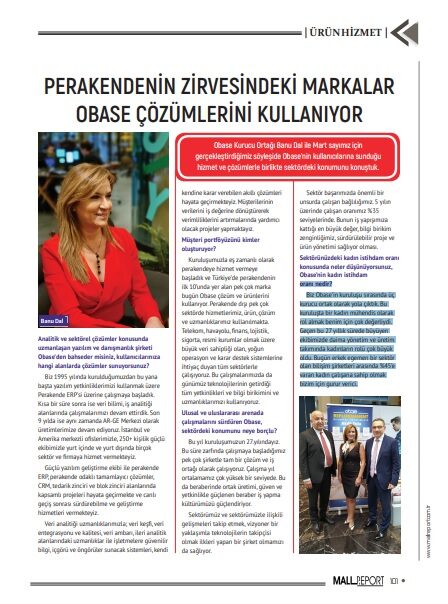 | ÜRÜNHİZMET |
PERAKENDENİN ZİRVESİNDEKİ MARKALAR
OBASE ÇÖZÜMLERİNİ KULLANIYOR
Obase Kurucu Ortağı Banu Dal ile Mart sayımız için
gerçekleştirdiğimiz söyleşide Obase'nin kullanıcılarına sunduğu
hizmet ve çözümlerle birlikte sektördeki konumunu konuştuk.
Banu Dal
Analitik ve sektörel çözümler konusunda
uzmanlaşan yazılım ve danışmanlık şirketi
Obase'den bahseder misiniz, kullanıcılarınıza
hangi alanlarda çözümler sunuyorsunuz?
Biz 1995 yılında kurulduğumuzdan bu yana
başta yazılım yetkinliklerimizi kullanmak üzere
Perakende ERP'si üzerine çalışmaya başladık.
Kısa bir süre sonra ise veri bilimi, iş analitiği
alanlarında çalışmalarımızı devam ettirdik. Son
9 yılda ise aynı zamanda AR-GE Merkezi olarak
üretimlerimize devam ediyoruz. İstanbul ve
Amerika merkezli ofislerimizle, 250+ kişilik güçlü
ekibimizle yurt içinde ve yurt dışında birçok
sektör ve firmaya hizmet vermekteyiz.
Güçlü yazılım geliştirme ekibi ile perakende
ERP, perakende odaklı tamamlayıcı çözümler,
CRM, tedarik zinciri ve blok zinciri alanlarında
kapsamlı projeleri hayata geçirmekte ve canlı
geçiş sonrası sürdürebilme ve geliştirme
hizmetleri vermekteyiz.
Veri analitiği uzmanlıklarımızla; veri keşfi, veri
entegrasyonu ve kalitesi, veri ambarı, ileri analitik
alanlarındaki uzmanlıklar ile işletmelere güvenilir
bilgi, içgörü ve öngörüler sunacak sistemleri, kendi
kendine karar verebilen akıllı çözümleri
hayata geçirmekteyiz. Müşterilerinin
verilerini iş değerine dönüştürerek
verimliliklerini artırmalarında yardımcı
olacak projeler yapmaktayız.
Müşteri portföyünüzü kimler
oluşturuyor?
Kuruluşumuzla eş zamanlı olarak
perakendeye hizmet vermeye
başladık ve Türkiye'de perakendenin
ilk 10'unda yer alan pek çok marka
bugün Obase çözüm ve ürünlerini
kullanıyor. Perakende dışı pek çok
sektörde hizmetlerimiz, ürün, çözüm
ve uzmanlıklarımız kullanılmakta.
Telekom, havayolu, finans, lojistik,
sigorta, resmi kurumlar olmak üzere
büyük veri sahipliği olan, yoğun
operasyon ve karar destek sistemlerine
ihtiyaç duyan tüm sektörlerle
çalışıyoruz. Bu çalışmalarımızda da
günümüz teknolojilerinin getirdiği
tüm yetkinlikleri ve bilgi birikimini ve
uzmanlıklarımızı kullanıyoruz.
Ulusal ve uluslararası arenada
çalışmalarını sürdüren Obase,
sektördeki konumunu neye borçlu?
Bu yıl kuruluşumuzun 27.yılındayız.
Bu süre zarfında çalışmaya başladığımız
pek çok şirketle tam bir çözüm ve iş
ortağı olarak çalışıyoruz. Çalışma yıl
ortalamamız çok yüksek bir seviyede. Bu
da beraberinde ortak üretimi, güven ve
yetkinlikle güçlenen beraber iş yapma
kültürümüzü güçlendiriyor.
Sektörümüz ve sektörümüzle ilişkili
gelişmeleri takip etmek, vizyoner bir
yaklaşımla teknolojilerin takipçisi
olmak ilkleri yapan bir şirket olmamızı
da sağlıyor.
Sektör başarımızda önemli bir
unsurda çalışan bağlılığımız. 5 yılın
üzerinde çalışan oranımız %35
seviyelerinde. Bunun iş yapışımıza
kattığı en büyük değer, bilgi birikim
zenginliğimiz, sürdürülebilir proje ve
ürün yönetimi sağlıyor olması.
Sektörünüzdeki kadın istihdam oranı
konusunda neler düşünüyorsunuz,
Obase'nin kadın istihdam
oranı nedir?
Biz Obase'in kuruluşu sırasında üç
kurucu ortak olarak yola çıktık. Bu
kuruluşta bir kadın mühendis olarak
rol almak benim için çok değerliydi.
Geçen bu 27 yıllık sürede büyüyen
ekibimizde daima yönetim ve üretim
takımında kadınların rolü çok büyük
oldu. Bugün erkek egemen bir sektör
olan bilişim şirketleri arasında %45'e
varan kadın çalışana sahip olmak
bizim için gurur verici.
obase
www.mallreport.com.tr
MALL REPORT 101